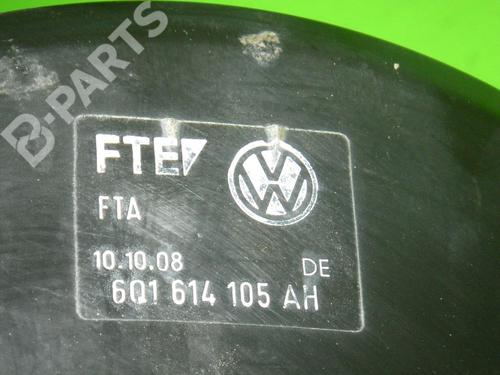 B-PARTS
FTE
FTA
10.10.08 DE
6Q1 614 105 AH